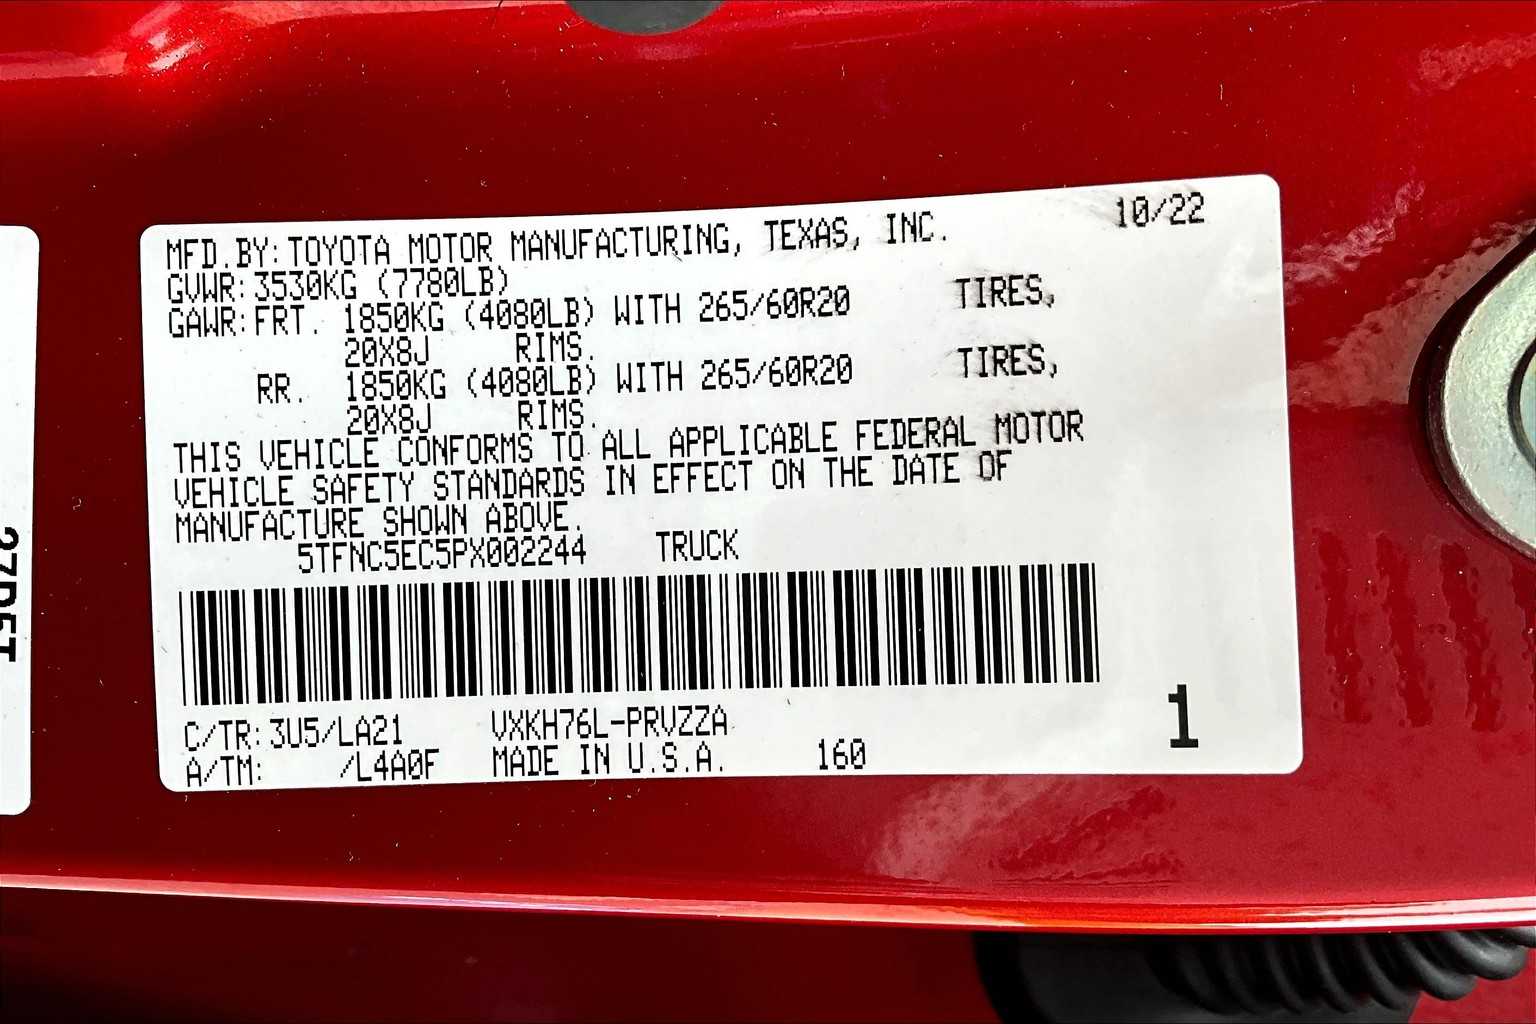 MFD.BY:TOYOTA MOTOR MANUFACTURING, TEXAS, INC. 10/22
GVWR:3530KG (7780LB)
GAWR:FRT. 1850KG (4080LB) WITH 265/60R20 TIRES,
20X8J RIMS.
RR. 1850KG (4080LB) WITH 265/60R20 TIRES,
20X8J RIMS.
THIS VEHICLE CONFORMS TO ALL APPLICABLE FEDERAL MOTOR
VEHICLE SAFETY STANDARDS IN EFFECT ON THE DATE OF
MANUFACTURE SHOWN ABOVE.
5TFNC5EC5PX002244 TRUCK
C/TR:3U5/LA21 VXKH76L-PRVZZA
A/TM: /L4A0F MADE IN U.S.A. 160 1